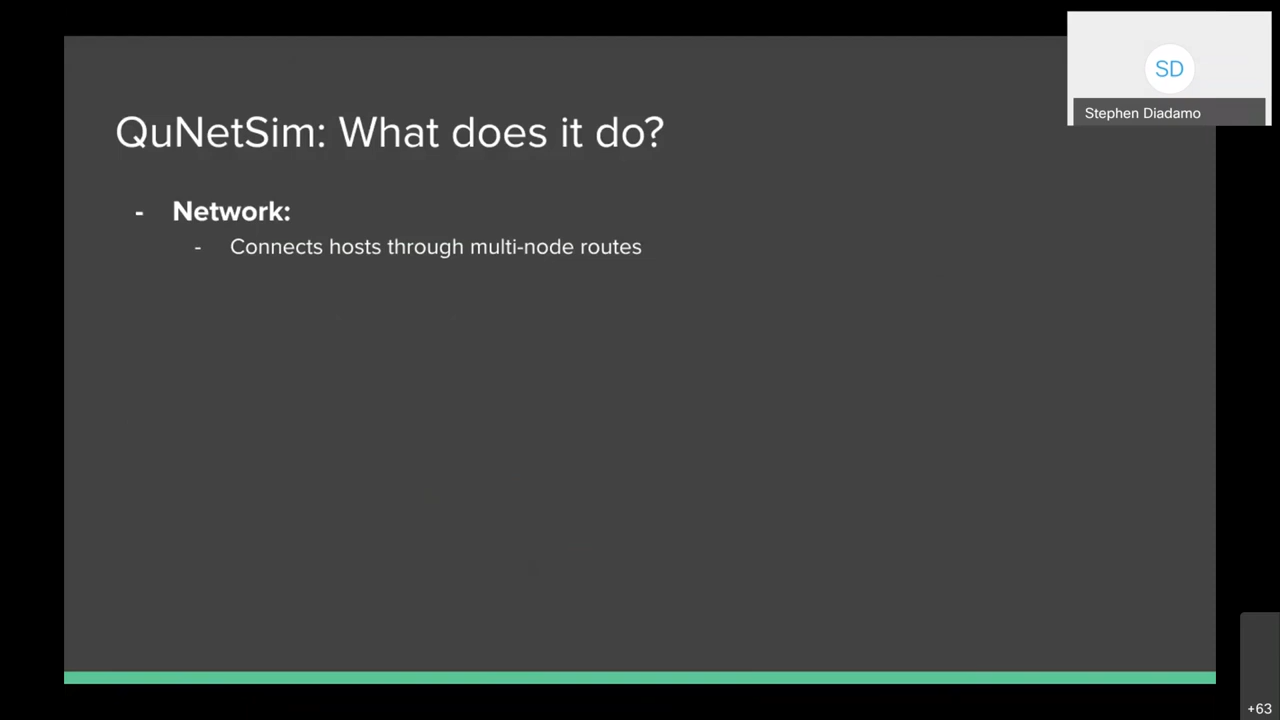 QuNetSim: What does it do?
- Network:
- Connects hosts through multi-node routes
SD
Stephen Diadamo
+63